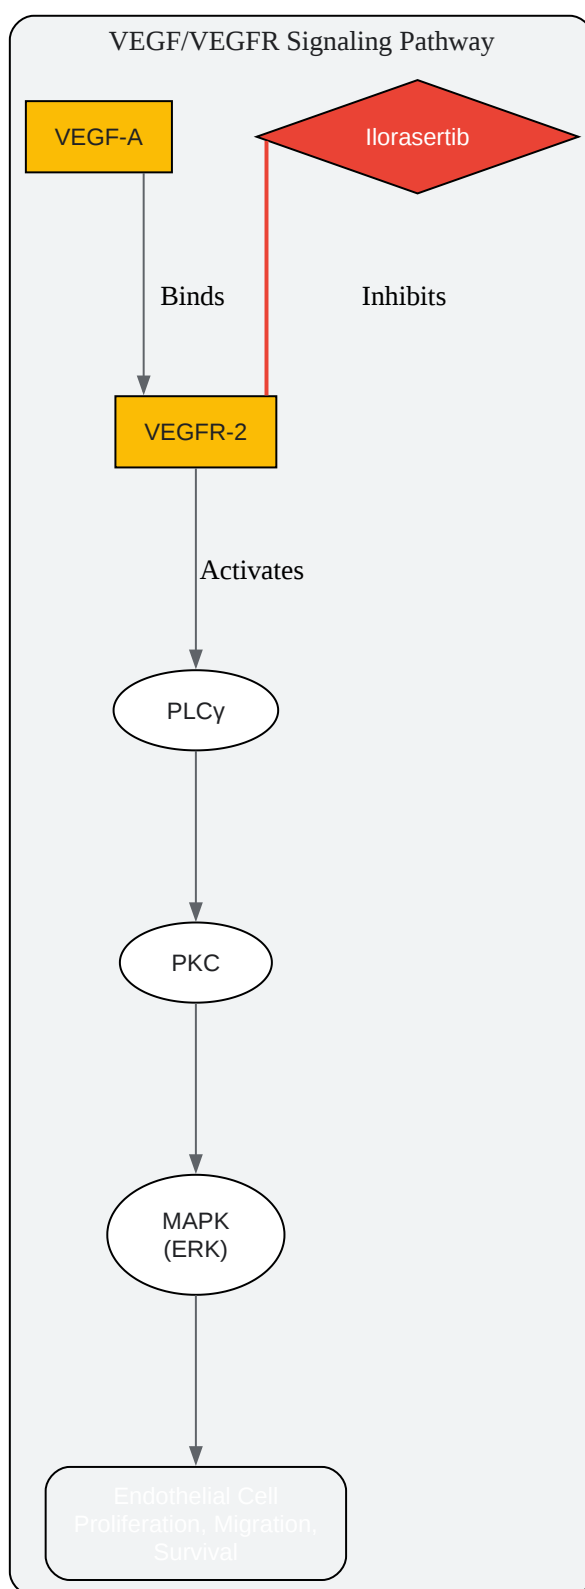 VEGF/VEGFR Signaling Pathway
VEGF-A
Ilorasertib
Binds
Inhibits
VEGFR-2
Activates
PLCγ
PKC
MAPK
(ERK)
Endothelial Cell
Proliferation, Migration,
Survival